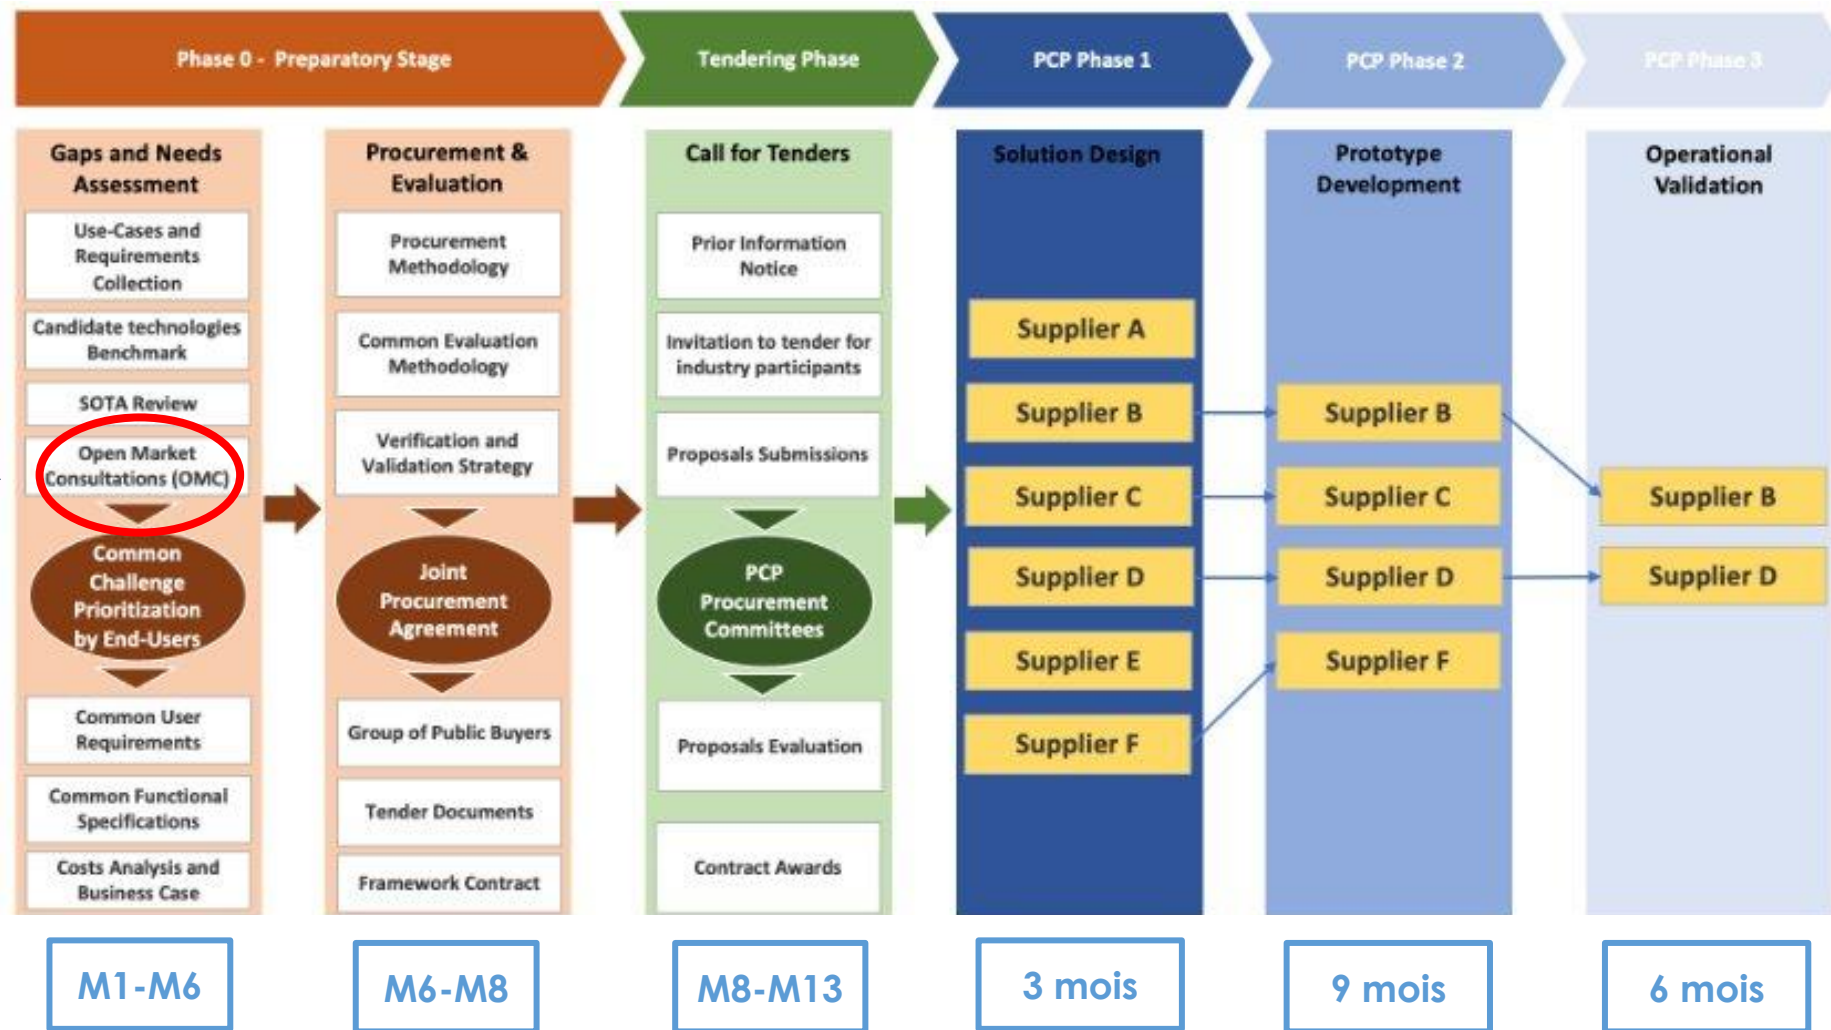 Phase 0 - Preparatory Stage
Tendering Phase
PCP Phase 1
PCP Phase 2
PCP Phase 3
Gaps and Needs
Assessment
Use-Cases and
Requirements
Collection
Candidate technologies
Benchmark
SOTA Review
Open Market
Consultations (OMC)
Common
Challenge
Prioritization
by End-Users
Common User
Requirements
Common Functional
Specifications
Costs Analysis and
Business Case
M1-M6
Procurement &
Evaluation
Procurement
Methodology
Common Evaluation
Methodology
Verification and
Validation Strategy
Joint
Procurement
Agreement
Group of Public Buyers
Tender Documents
Framework Contract
M6-M8
Call for Tenders
Prior Information
Notice
Invitation to tender for
industry participants
Proposals Submissions
PCP
Procurement
Committees
Proposals Evaluation
Contract Awards
M8-M13
Solution Design
Supplier A
Supplier B
Supplier C
Supplier D
Supplier E
Supplier F
3 mois
Prototype
Development
Supplier B
Supplier C
Supplier D
Supplier F
9 mois
Operational
Validation
Supplier B
Supplier D
6 mois